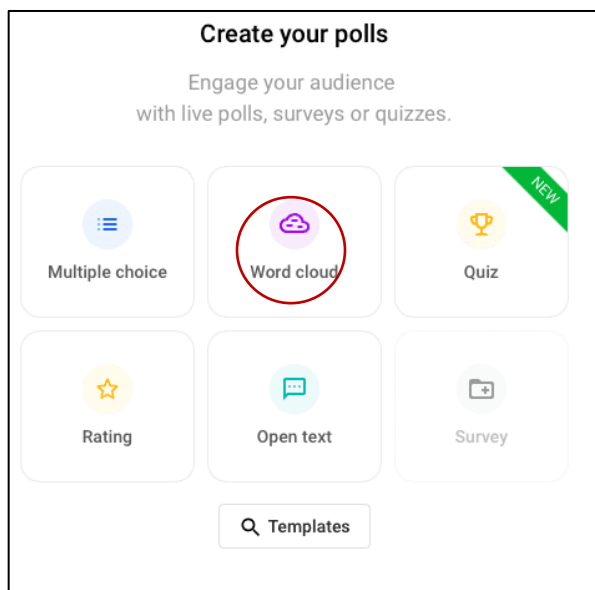 Create your polls
Engage your audience
with live polls, surveys or quizzes.
NEW
Multiple choice
Word cloud
Quiz
Rating
Open text
Survey
Templates